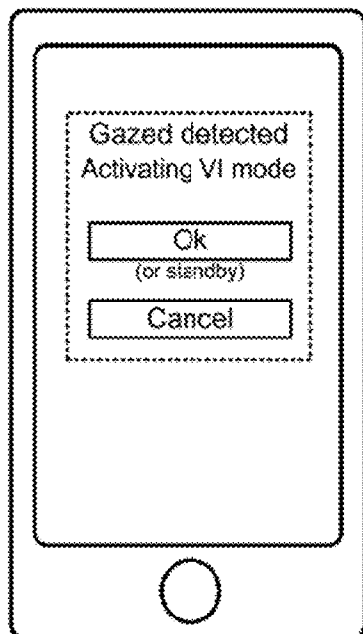 Gazed detected
Activating VI mode
Ok
(or standby)
Cancel